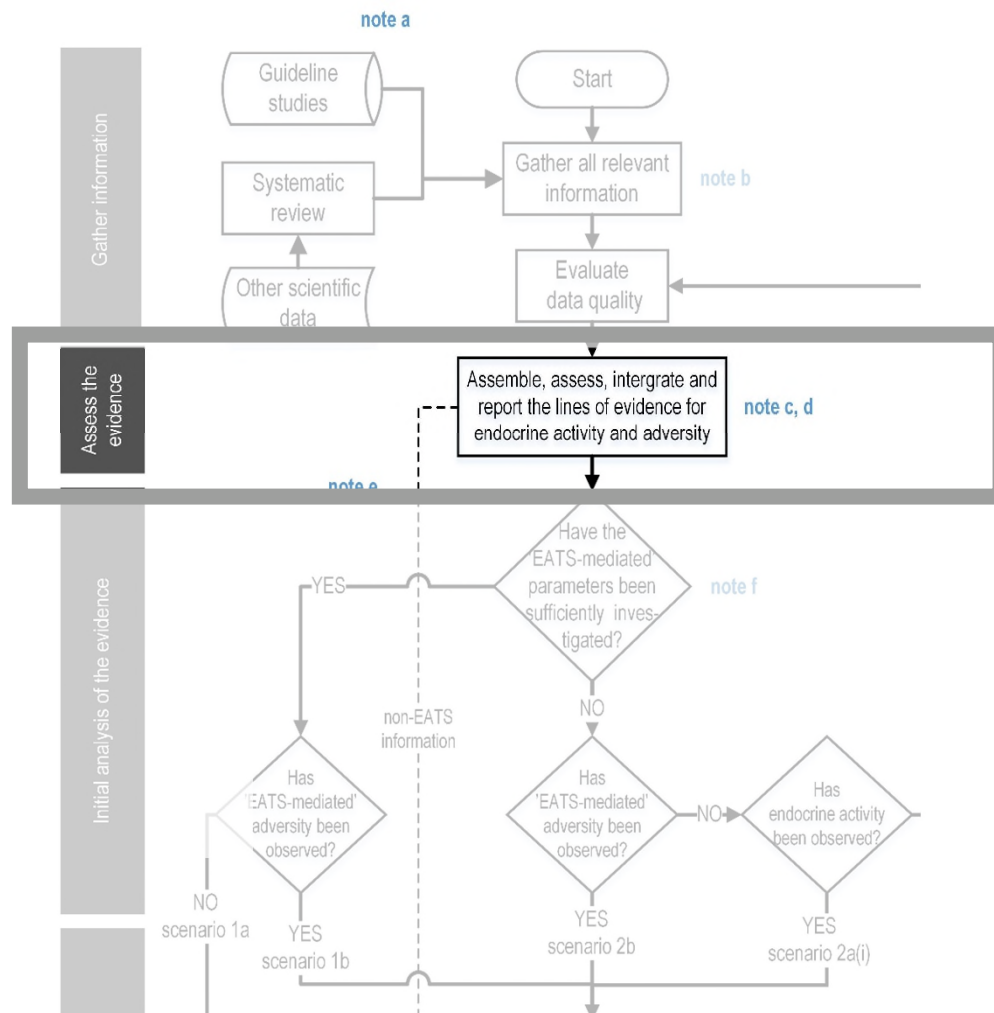 note a
Gather information
Guideline
studies
Start
Systematic
review
Gather all relevant
information
note b
Other scientific
data
Evaluate
data quality
Assess the
evidence
Assemble, assess, intergrate and
report the lines of evidence for
endocrine activity and adversity
note c, d
note e
Initial analysis of the evidence
Have the
'EATS-mediated'
parameters been
sufficiently inves-
tigated?
note f
YES
NO
non-EATS
information
Has
'EATS-mediated'
adversity been
observed?
Has
'EATS-mediated'
adversity been
observed?
NO
Has
endocrine activity
been observed?
NO
scenario 1a
YES
scenario 1b
YES
scenario 2b
YES
scenario 2a(i)